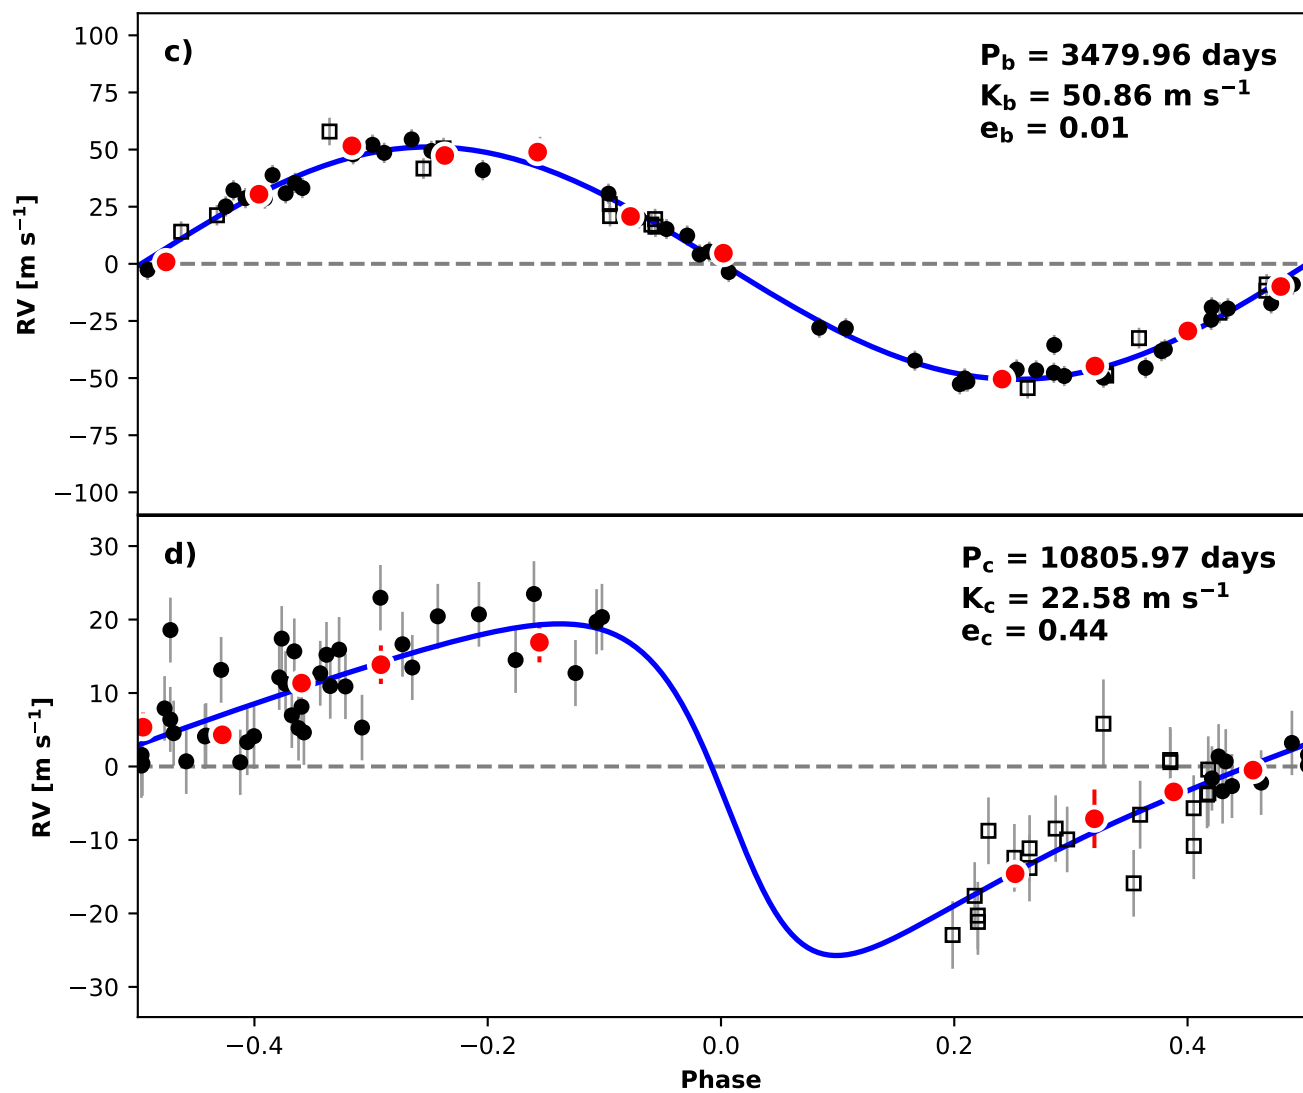 c)
P_b = 3479.96 days
K_b = 50.86 m s⁻¹
e_b = 0.01
100
75
50
25
0
−25
−50
−75
−100
RV [m s⁻¹]
d)
P_c = 10805.97 days
K_c = 22.58 m s⁻¹
e_c = 0.44
30
20
10
0
−10
−20
−30
RV [m s⁻¹]
−0.4 −0.2 0.0 0.2 0.4
Phase